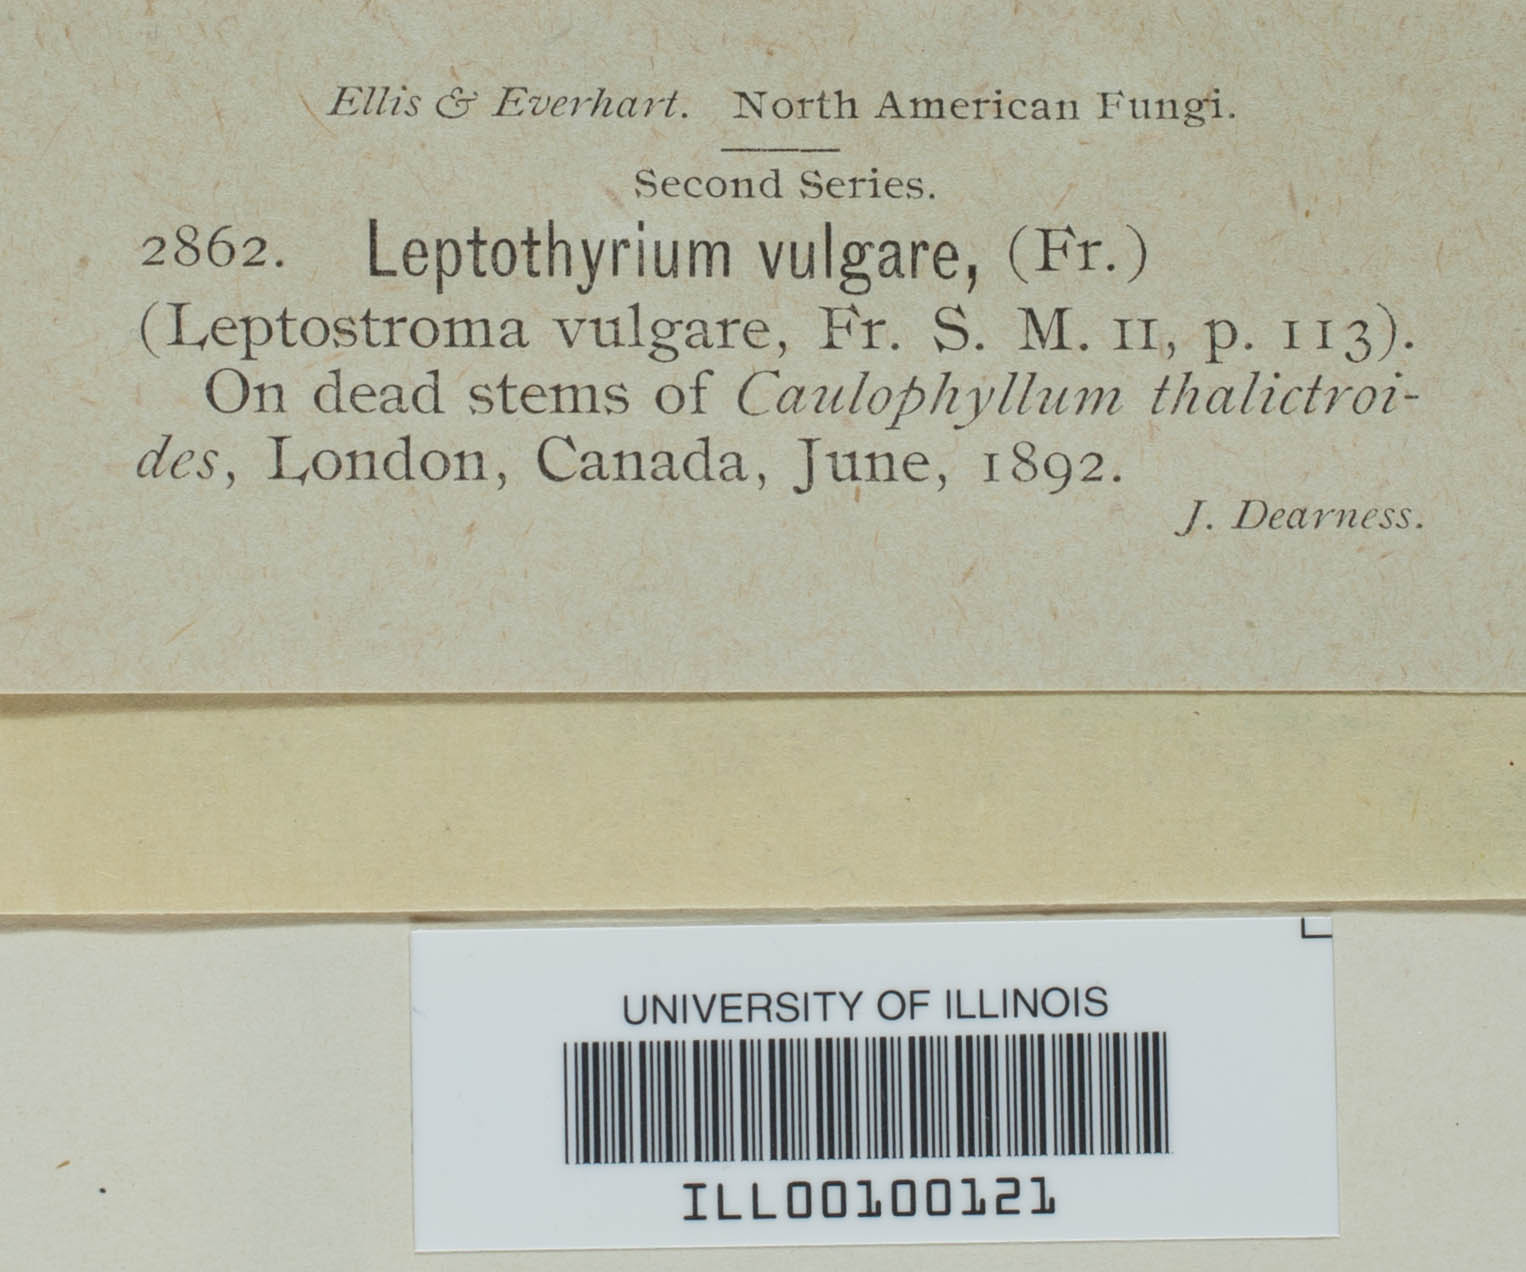 Ellis & Everhart. North American Fungi.
Second Series.
2862. Leptothyrium vulgare, (Fr.)
(Leptostroma vulgare, Fr. S. M. II, p. 113).
On dead stems of Caulophyllum thalictroi-
des, London, Canada, June, 1892.
J. Dearness.
UNIVERSITY OF ILLINOIS
ILL00100121